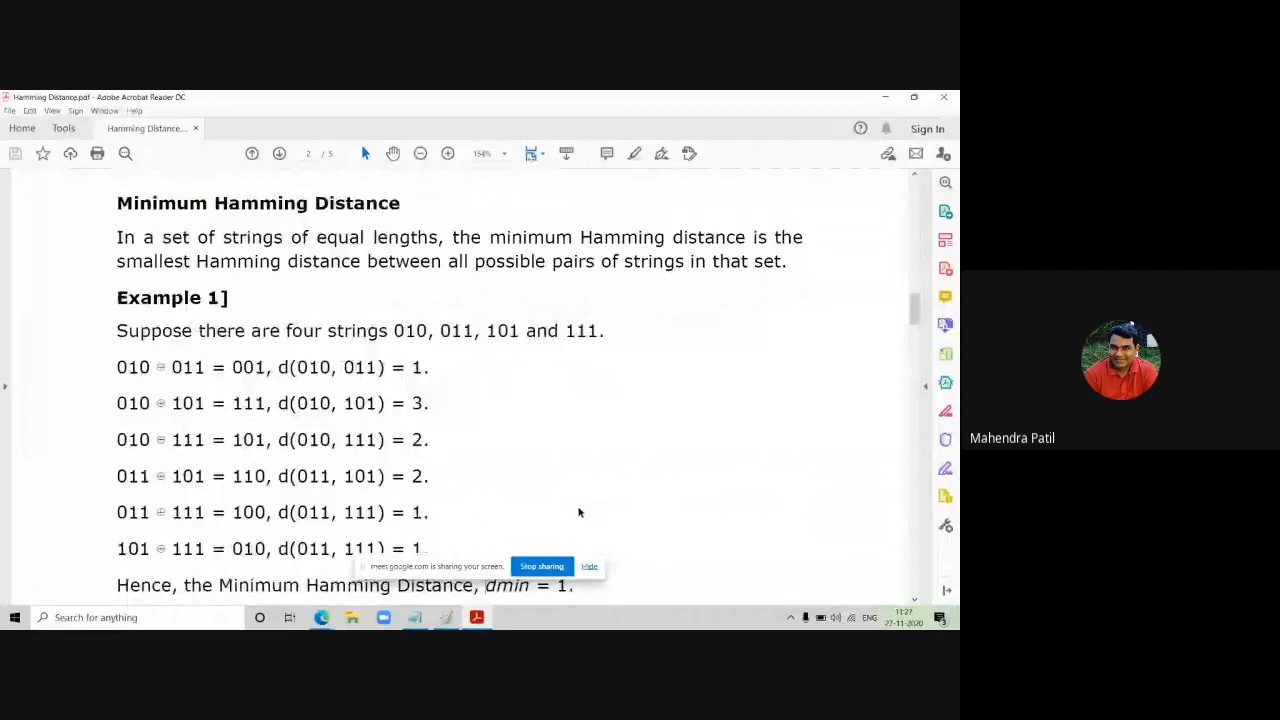 Hamming Distance.pdf - Adobe Acrobat Reader DC
File Edit View Sign Window Help
Home Tools Hamming Distance... × Sign In
2 / 5 154%
Minimum Hamming Distance
In a set of strings of equal lengths, the minimum Hamming distance is the
smallest Hamming distance between all possible pairs of strings in that set.
Example 1]
Suppose there are four strings 010, 011, 101 and 111.
010 ⊕ 011 = 001, d(010, 011) = 1.
010 ⊕ 101 = 111, d(010, 101) = 3.
010 ⊕ 111 = 101, d(010, 111) = 2.
011 ⊕ 101 = 110, d(011, 101) = 2.
Mahendra Patil
011 ⊕ 111 = 100, d(011, 111) = 1.
101 ⊕ 111 = 010, d(011, 111) = 1
meet.google.com is sharing your screen. Stop sharing Hide
Hence, the Minimum Hamming Distance, dmin = 1.
Search for anything ENG 11:27
27-11-2020